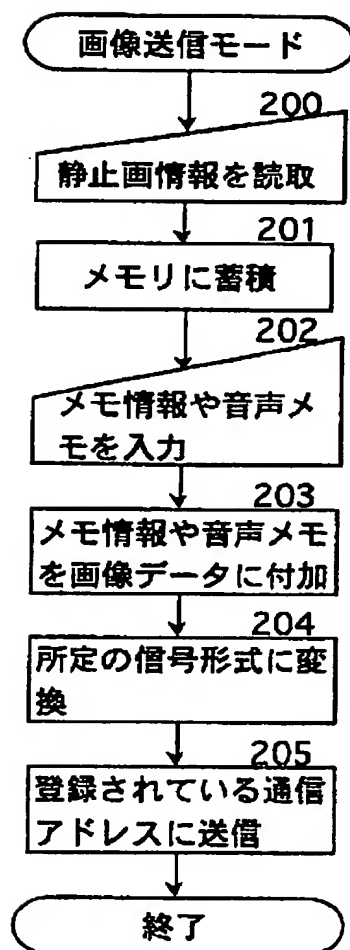 画像送信モード
200
静止画情報を読取
201
メモリに蓄積
202
メモ情報や音声メ
モを入力
203
メモ情報や音声メモ
を画像データに付加
204
所定の信号形式に変
換
205
登録されている通信
アドレスに送信
終了